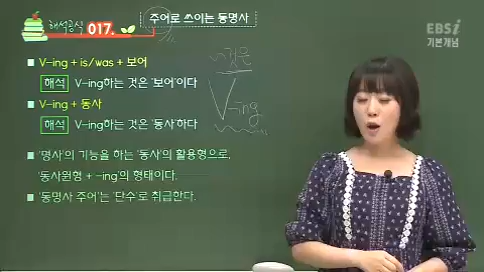 해석공식 017. 주어로 쓰이는 동명사
EBSi
기본개념
V-ing + is/was + 보어
해석 V-ing하는 것은 '보어'이다
V-ing + 동사
해석 V-ing하는 것은 '동사'하다
'명사'의 기능을 하는 '동사'의 활용형으로,
'동사원형 + -ing'의 형태이다.
'동명사 주어'는 '단수'로 취급한다.
~것은
V-ing